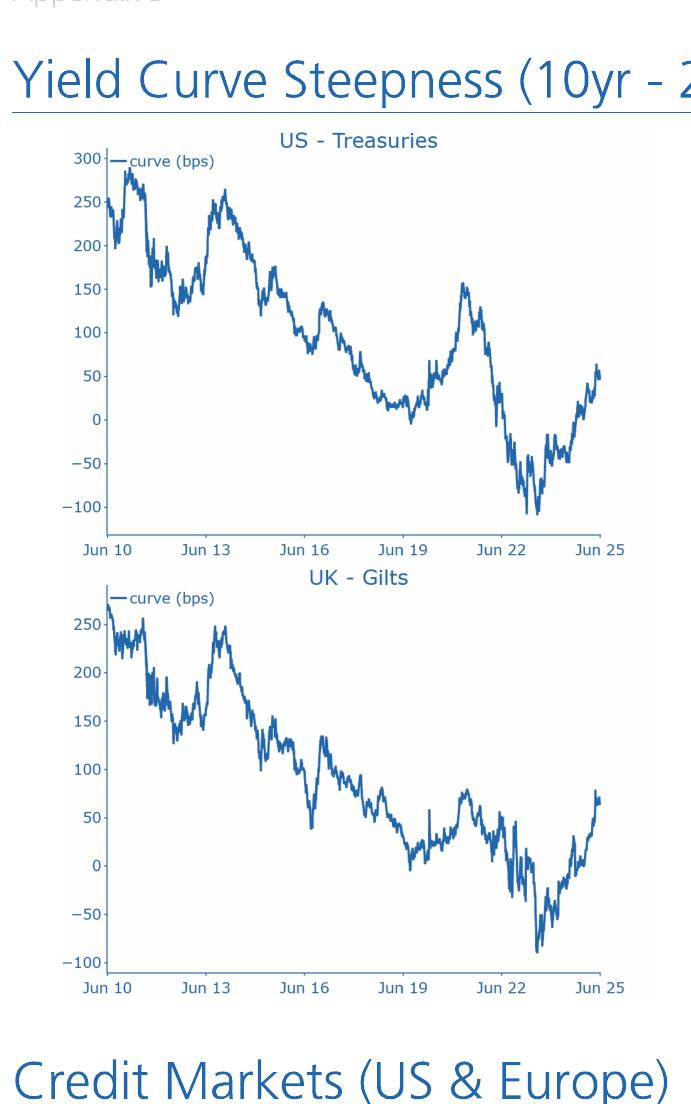 Yield Curve Steepness (10yr - 2
US - Treasuries
curve (bps)
300
250
200
150
100
50
0
−50
−100
Jun 10 Jun 13 Jun 16 Jun 19 Jun 22 Jun 25
UK - Gilts
curve (bps)
250
200
150
100
50
0
−50
−100
Jun 10 Jun 13 Jun 16 Jun 19 Jun 22 Jun 25
Credit Markets (US & Europe)